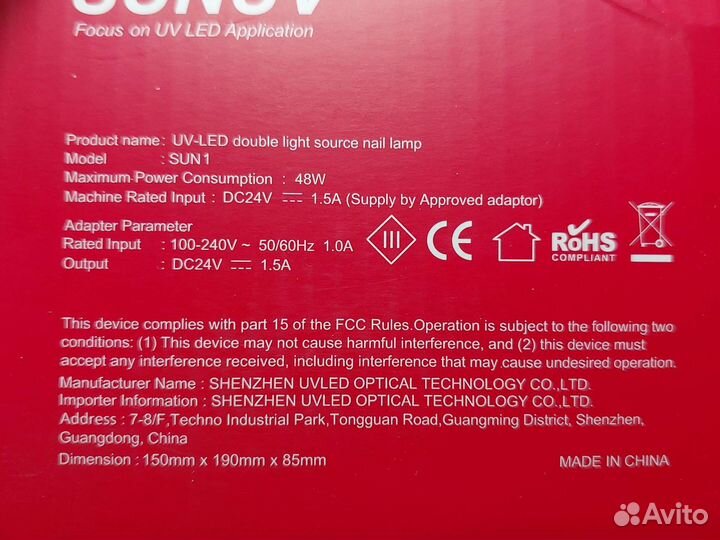 SUNUV
Focus on UV LED Application
Product name : UV-LED double light source nail lamp
Model : SUN1
Maximum Power Consumption : 48W
Machine Rated Input : DC24V 1.5A (Supply by Approved adaptor)
Adapter Parameter
Rated Input : 100-240V ~ 50/60Hz 1.0A
Output : DC24V 1.5A
III
CE
RoHS
COMPLIANT
This device complies with part 15 of the FCC Rules.Operation is subject to the following two
conditions: (1) This device may not cause harmful interference, and (2) this device must
accept any interference received, including interference that may cause undesired operation.
Manufacturer Name : SHENZHEN UVLED OPTICAL TECHNOLOGY CO.,LTD.
Importer Information : SHENZHEN UVLED OPTICAL TECHNOLOGY CO.,LTD.
Address : 7-8/F,Techno Industrial Park,Tongguan Road,Guangming District, Shenzhen,
Guangdong, China
Dimension : 150mm x 190mm x 85mm
MADE IN CHINA
Avito